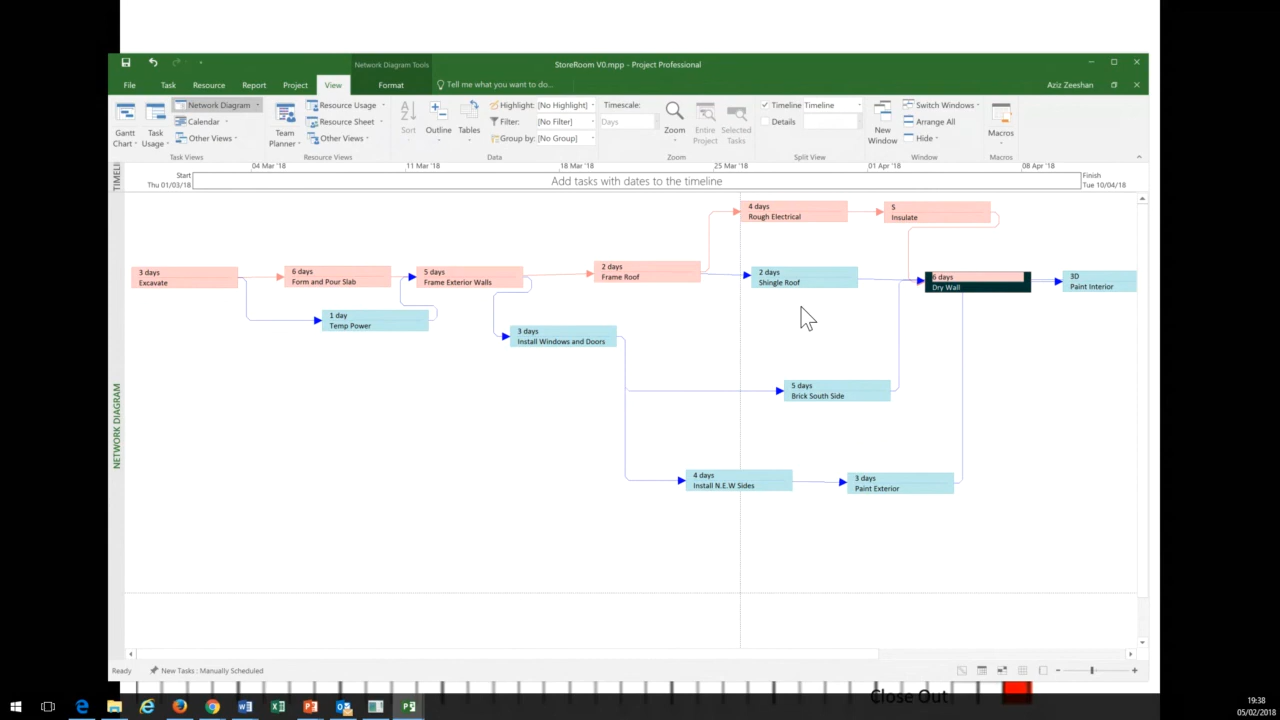 Network Diagram Tools
StoreRoom V0.mpp - Project Professional
File Task Resource Report Project View Format Tell me what you want to do... Aziz Zeeshan
Network Diagram
Calendar
Other Views
Gantt Chart
Task Usage
Task Views
Team Planner
Resource Usage
Resource Sheet
Other Views
Resource Views
Sort
Outline
Tables
Highlight: [No Highlight]
Filter: [No Filter]
Group by: [No Group]
Data
Timescale:
Days
Zoom
Entire Project
Selected Tasks
Zoom
Timeline Timeline
Details
Split View
New Window
Switch Windows
Arrange All
Hide
Window
Macros
Macros
04 Mar '18 11 Mar '18 18 Mar '18 25 Mar '18 01 Apr '18 08 Apr '18
TIMELI
Start
Thu 01/03/18
Add tasks with dates to the timeline
Finish
Tue 10/04/18
NETWORK DIAGRAM
4 days
Rough Electrical
5
Insulate
3 days
Excavate
6 days
Form and Pour Slab
5 days
Frame Exterior Walls
2 days
Frame Roof
2 days
Shingle Roof
6 days
Dry Wall
3D
Paint Interior
1 day
Temp Power
3 days
Install Windows and Doors
5 days
Brick South Side
4 days
Install N.E.W Sides
3 days
Paint Exterior
Ready New Tasks : Manually Scheduled
Close Out
19:38
05/02/2018